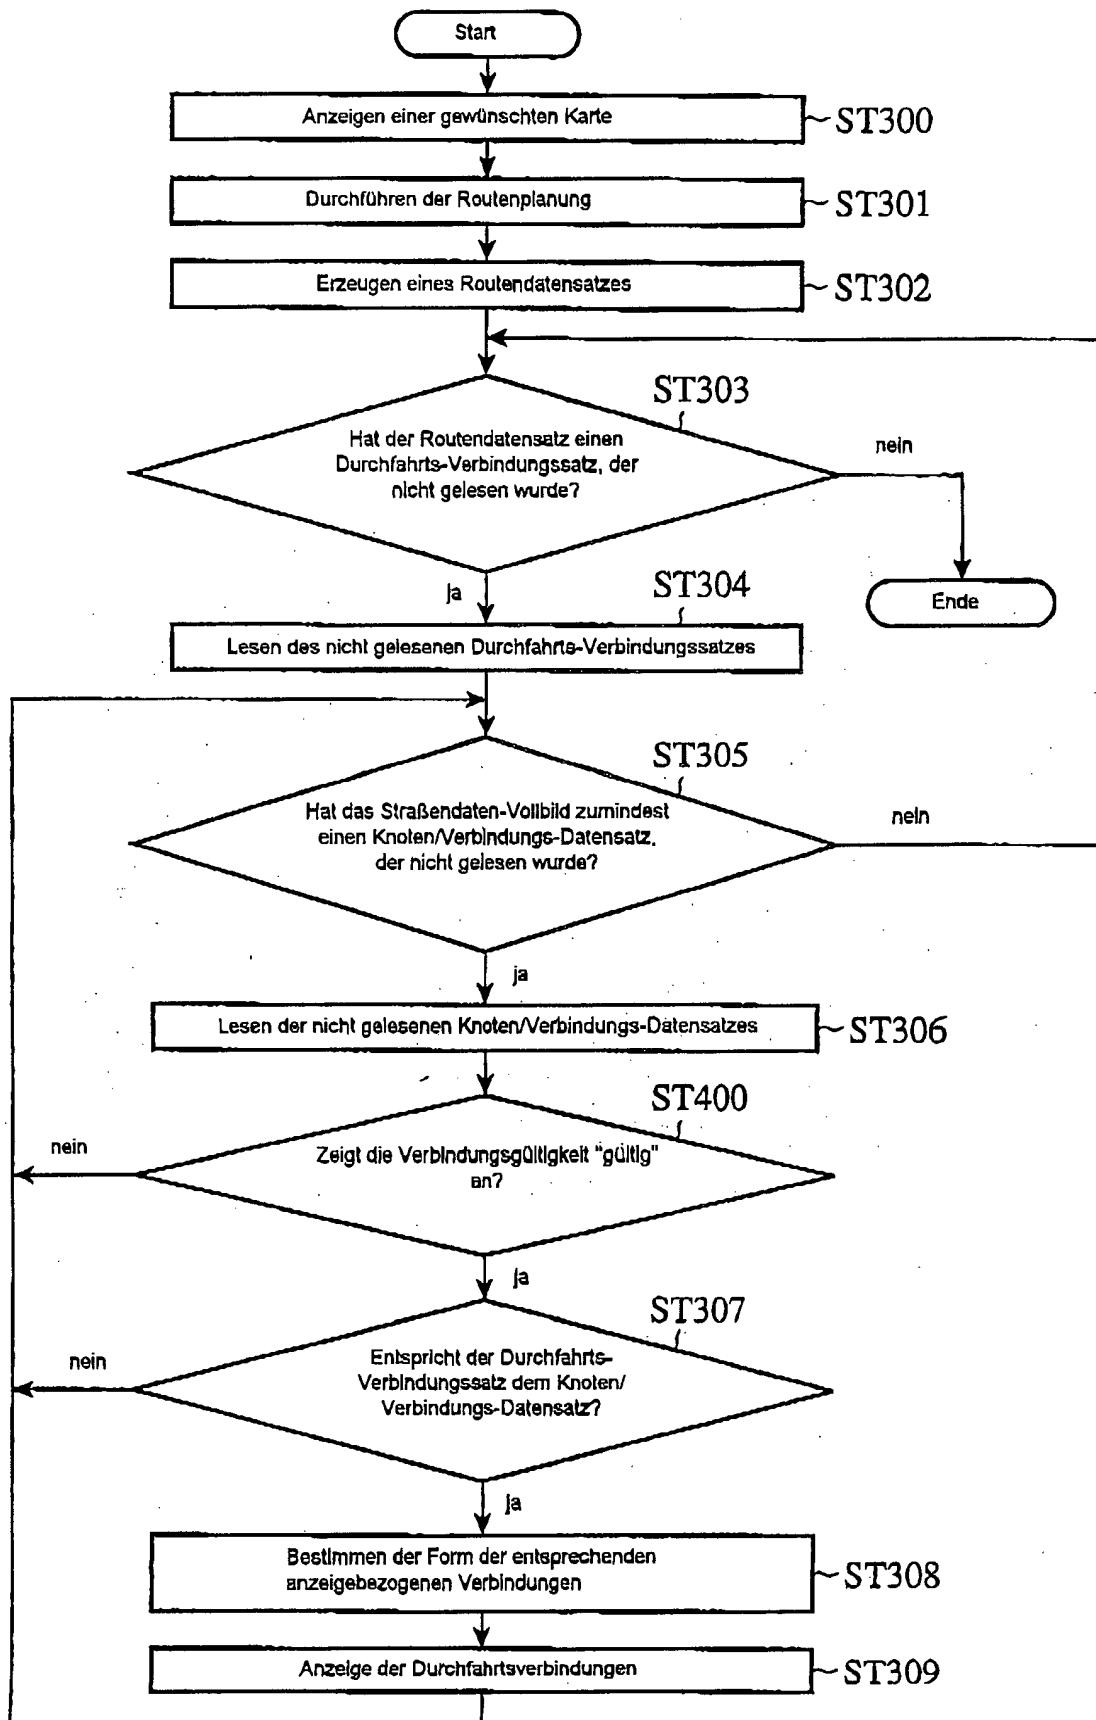 Start
Anzeigen einer gewünschten Karte
ST300
Durchführen der Routenplanung
ST301
Erzeugen eines Routendatensatzes
ST302
ST303
Hat der Routendatensatz einen
Durchfahrts-Verbindungssatz, der
nicht gelesen wurde?
nein
ja
Ende
ST304
Lesen des nicht gelesenen Durchfahrts-Verbindungssatzes
ST305
Hat das Straßendaten-Vollbild zumindest
einen Knoten/Verbindungs-Datensatz,
der nicht gelesen wurde?
nein
ja
Lesen der nicht gelesenen Knoten/Verbindungs-Datensatzes
ST306
ST400
Zeigt die Verbindungsgültigkeit "gültig"
an?
nein
ja
ST307
Entspricht der Durchfahrts-
Verbindungssatz dem Knoten/
Verbindungs-Datensatz?
nein
ja
Bestimmen der Form der entsprechenden
anzeigebezogenen Verbindungen
ST308
Anzeige der Durchfahrtsverbindungen
ST309